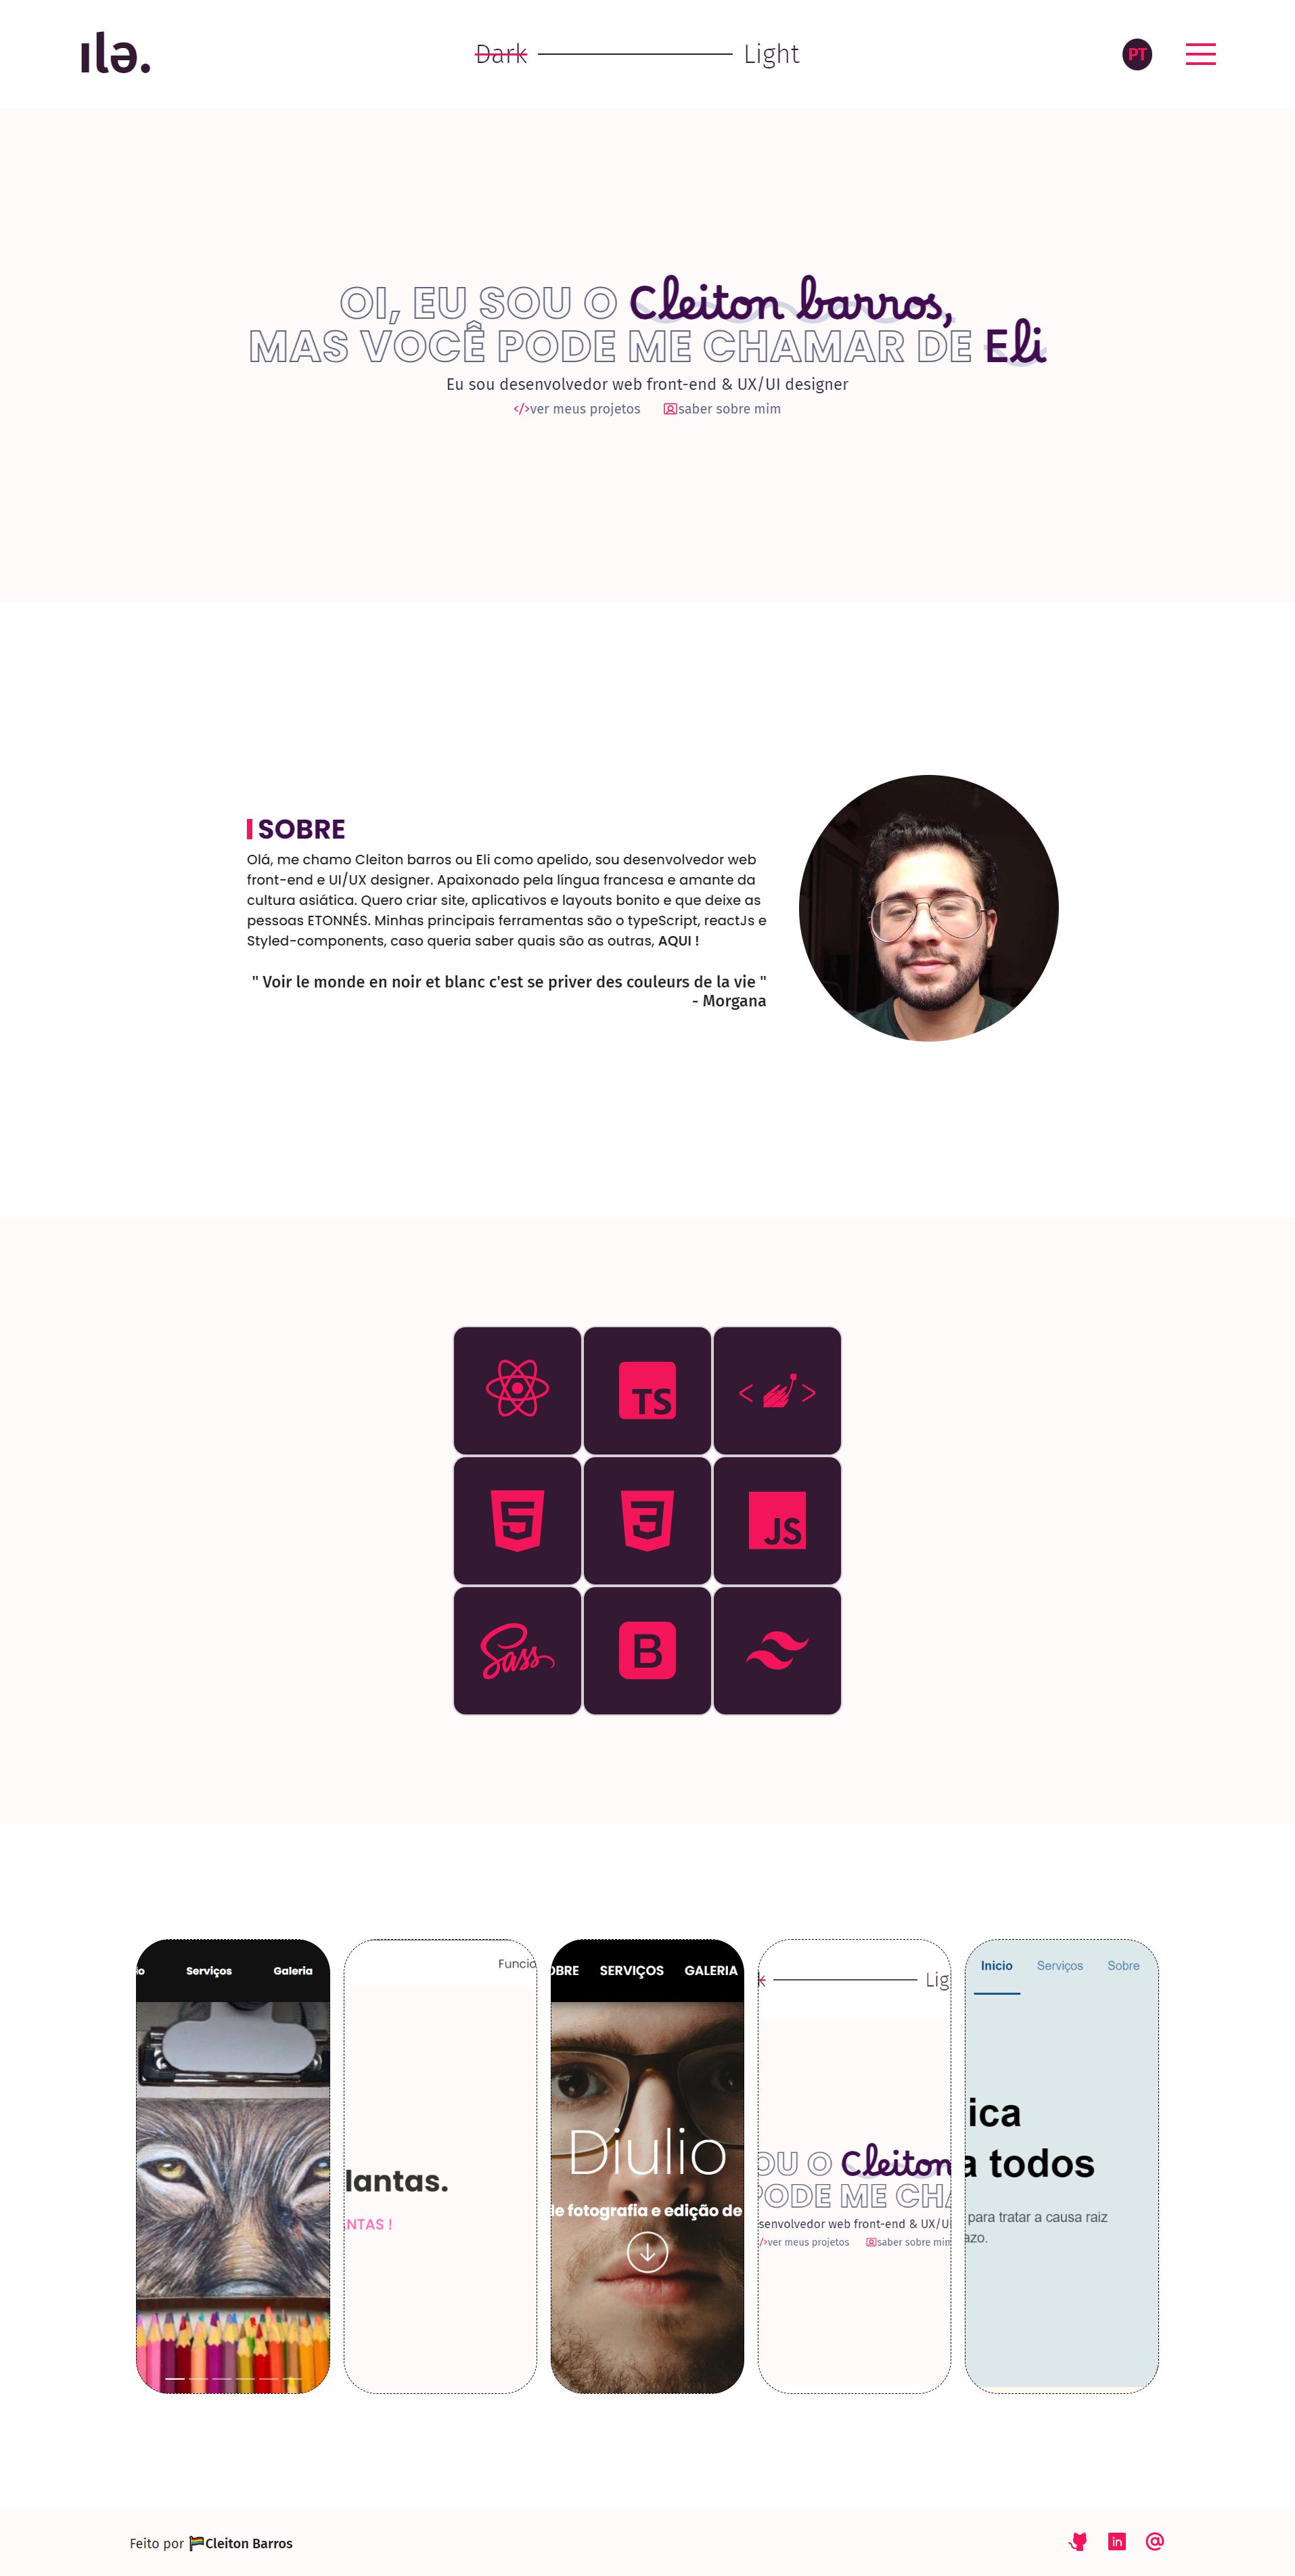 ılə.
Dark
Light
PT
OI, EU SOU O Cleiton barros,
MAS VOCÊ PODE ME CHAMAR DE Eli
Eu sou desenvolvedor web front-end & UX/UI designer
</>ver meus projetos
saber sobre mim
SOBRE
Olá, me chamo Cleiton barros ou Eli como apelido, sou desenvolvedor web
front-end e UI/UX designer. Apaixonado pela língua francesa e amante da
cultura asiática. Quero criar site, aplicativos e layouts bonito e que deixe as
pessoas ETONNÉS. Minhas principais ferramentas são o typeScript, reactJs e
Styled-components, caso queria saber quais são as outras, AQUI !
" Voir le monde en noir et blanc c'est se priver des couleurs de la vie "
- Morgana
TS
JS
Sass
B
Serviços
Galeria
Funcio
lantas.
NTAS !
OBRE
SERVIÇOS
GALERIA
Diulio
de fotografia e edição de
k
Lig
OU O Cleiton
PODE ME CHA
senvolvedor web front-end & UX/UI
/>ver meus projetos
saber sobre mim
Inicio
Serviços
Sobre
ica
a todos
para tratar a causa raiz
azo.
Feito por 🏴Cleiton Barros